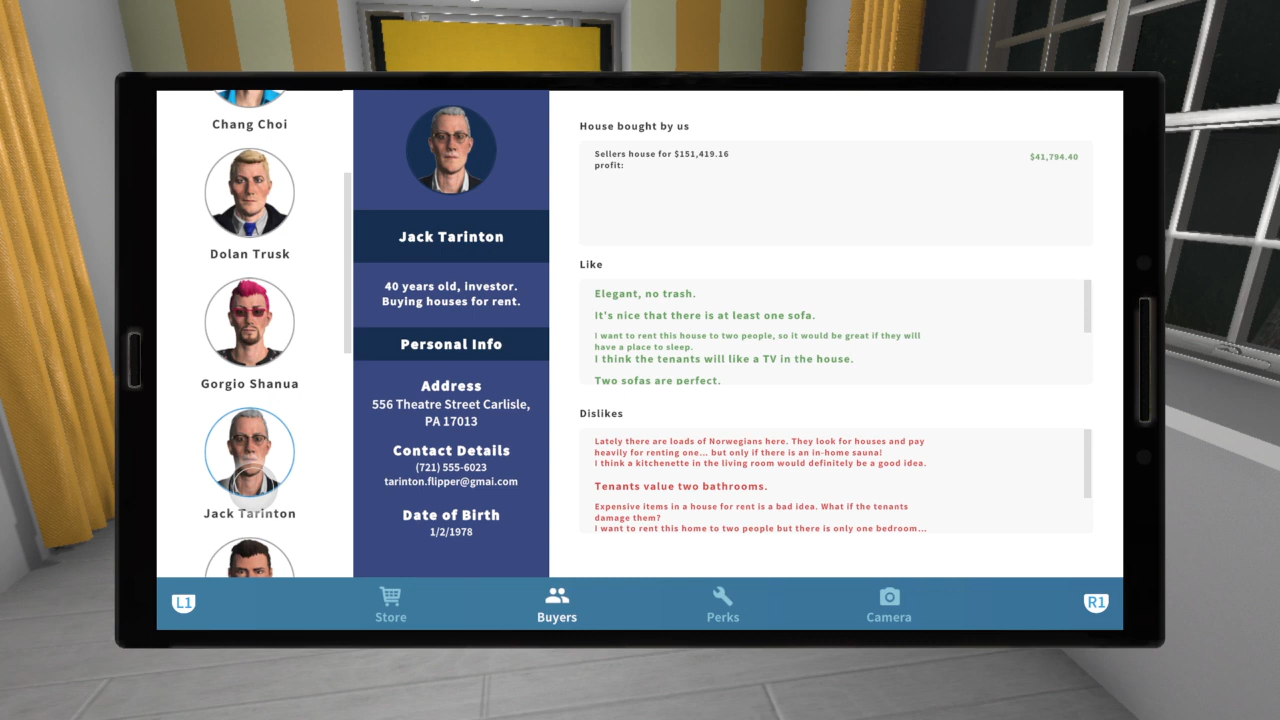 Chang Choi
Dolan Trusk
Gorgio Shanua
Jack Tarinton
Jack Tarinton
40 years old, investor.
Buying houses for rent.
Personal Info
Address
556 Theatre Street Carlisle,
PA 17013
Contact Details
(721) 555-6023
tarinton.flipper@gmai.com
Date of Birth
1/2/1978
House bought by us
Sellers house for $151,419.16
profit:
$41,794.40
Like
Elegant, no trash.
It's nice that there is at least one sofa.
I want to rent this house to two people, so it would be great if they will
have a place to sleep.
I think the tenants will like a TV in the house.
Two sofas are perfect.
Dislikes
Lately there are loads of Norwegians here. They look for houses and pay
heavily for renting one... but only if there is an in-home sauna!
I think a kitchenette in the living room would definitely be a good idea.
Tenants value two bathrooms.
Expensive items in a house for rent is a bad idea. What if the tenants
damage them?
I want to rent this home to two people but there is only one bedroom...
L1
Store
Buyers
Perks
Camera
R1